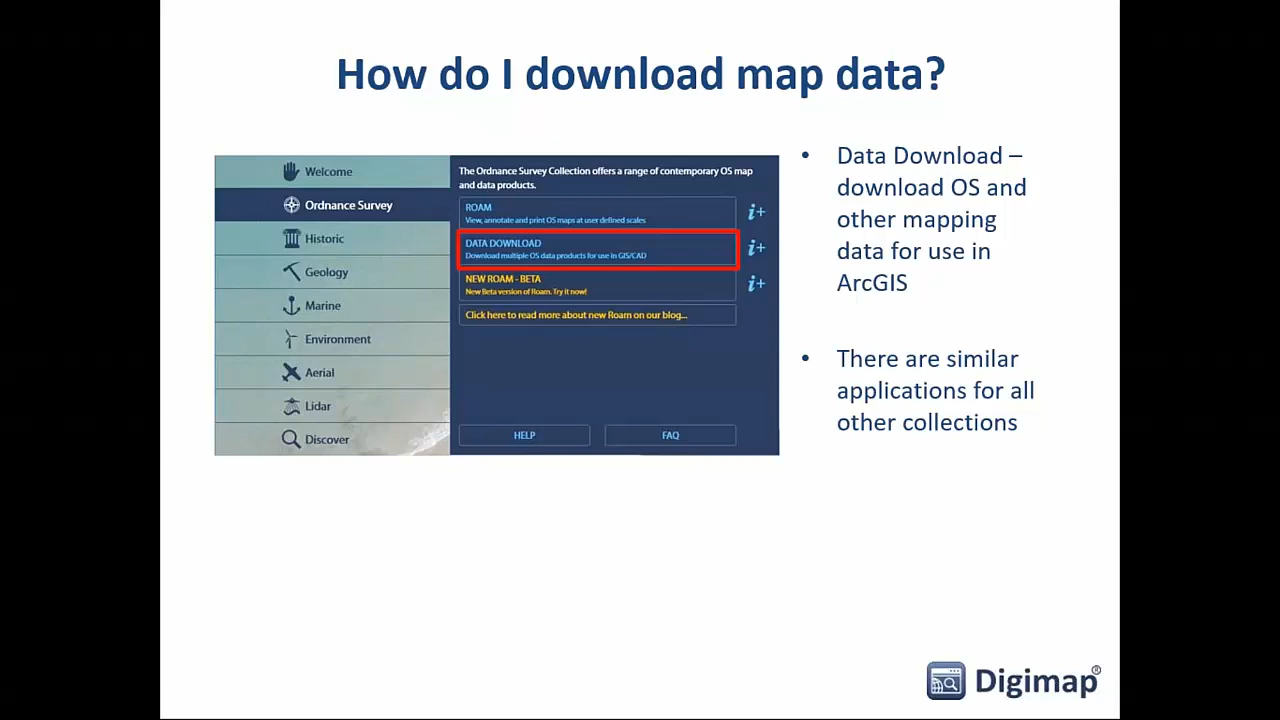 How do I download map data?
Welcome
Ordnance Survey
Historic
Geology
Marine
Environment
Aerial
Lidar
Discover
The Ordnance Survey Collection offers a range of contemporary OS map
and data products.
ROAM
View, annotate and print OS maps at user defined scales
i+
DATA DOWNLOAD
Download multiple OS data products for use in GIS/CAD
i+
NEW ROAM - BETA
New Beta version of Roam. Try it now!
i+
Click here to read more about new Roam on our blog...
HELP
FAQ
• Data Download –
download OS and
other mapping
data for use in
ArcGIS
• There are similar
applications for all
other collections
Digimap®